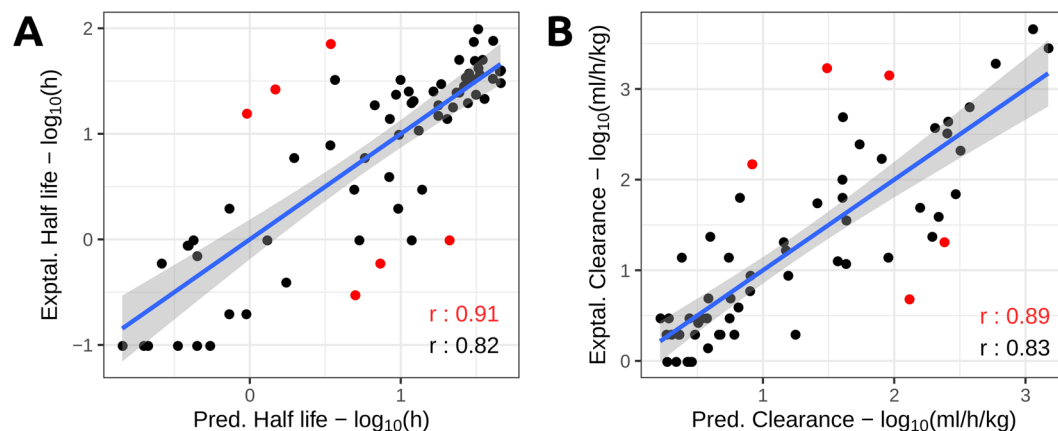 A
Exptal. Half life − log10(h)
2
1
0
−1
r : 0.91
r : 0.82
0
1
Pred. Half life − log10(h)
B
Exptal. Clearance − log10(ml/h/kg)
3
2
1
0
r : 0.89
r : 0.83
1
2
3
Pred. Clearance − log10(ml/h/kg)